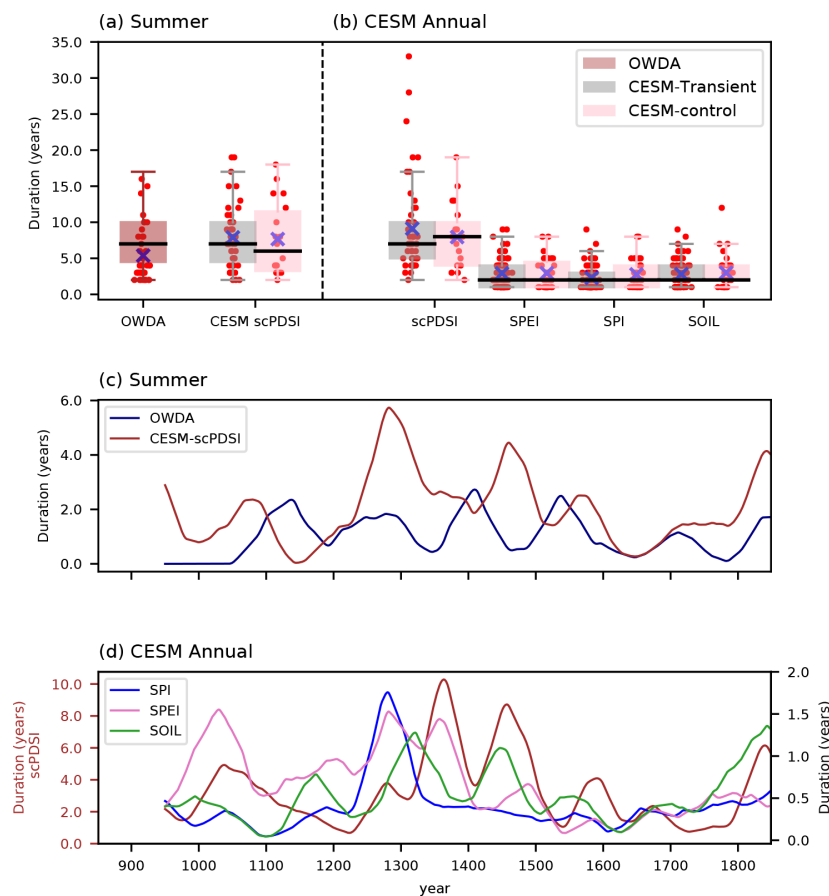 (a) Summer
(b) CESM Annual
35.0
30.0
25.0
20.0
15.0
10.0
5.0
0.0
Duration (years)
OWDA
CESM-Transient
CESM-control
OWDA
CESM scPDSI
scPDSI
SPEI
SPI
SOIL
(c) Summer
6.0
4.0
2.0
0.0
Duration (years)
OWDA
CESM-scPDSI
(d) CESM Annual
10.0
8.0
6.0
4.0
2.0
0.0
Duration (years)
scPDSI
SPI
SPEI
SOIL
2.0
1.5
1.0
0.5
0.0
Duration (years)
900 1000 1100 1200 1300 1400 1500 1600 1700 1800
year